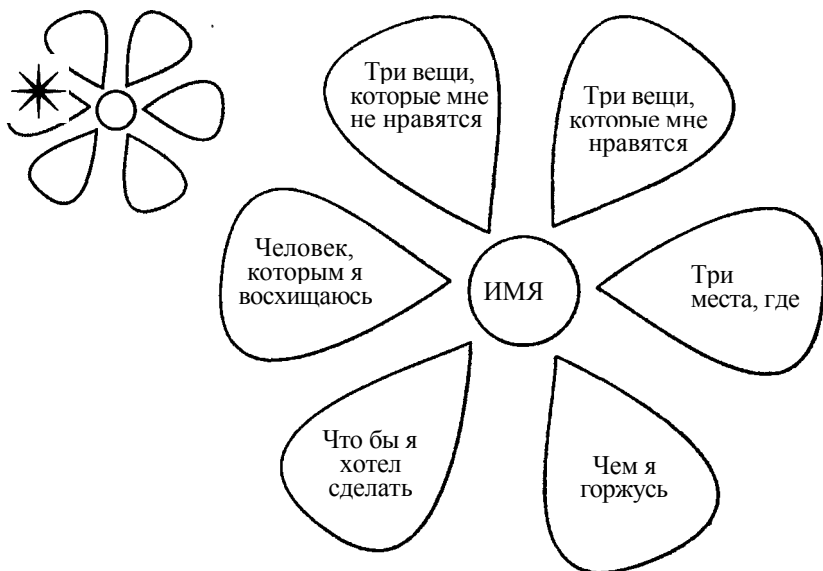 Три вещи,
которые мне
не нравятся
Три вещи,
которые мне
нравятся
Человек,
которым я
восхищаюсь
ИМЯ
Три
места, где
Что бы я
хотел
сделать
Чем я
горжусь